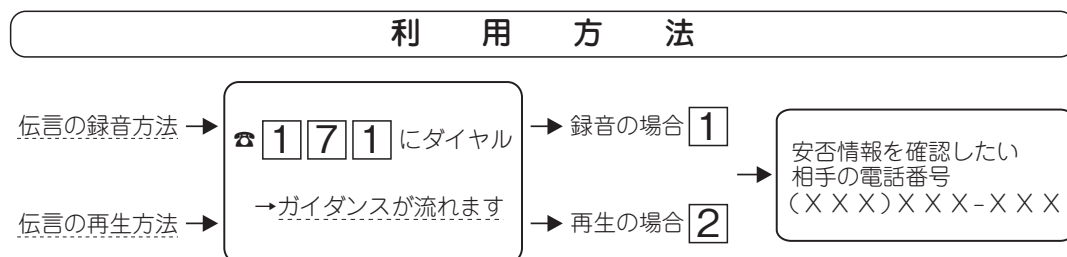 利用方法
伝言の録音方法→
☎171にダイヤル
→ガイダンスが流れます
伝言の再生方法→
→録音の場合1
→再生の場合2
→
安否情報を確認したい
相手の電話番号
(ＸＸＸ)ＸＸＸ-ＸＸＸ